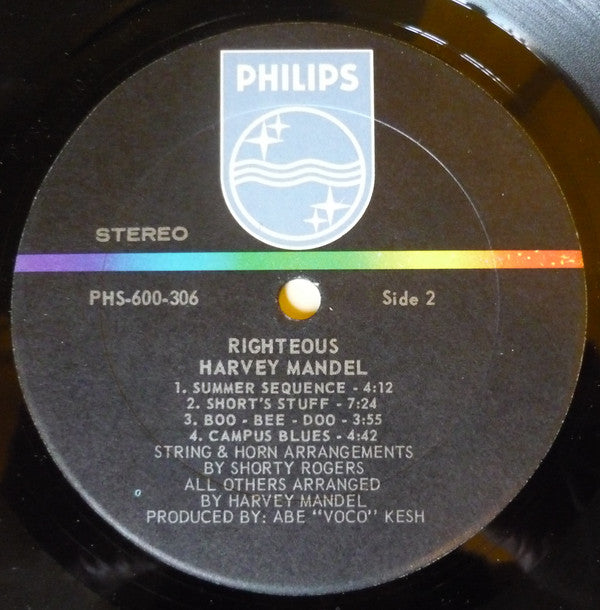 PHILIPS
STEREO
PHS-600-306 Side 2
RIGHTEOUS
HARVEY MANDEL
1. SUMMER SEQUENCE - 4:12
2. SHORT'S STUFF - 7:24
3. BOO - BEE - DOO - 3:55
4. CAMPUS BLUES - 4:42
STRING & HORN ARRANGEMENTS
BY SHORTY ROGERS
ALL OTHERS ARRANGED
BY HARVEY MANDEL
PRODUCED BY: ABE "VOCO" KESH